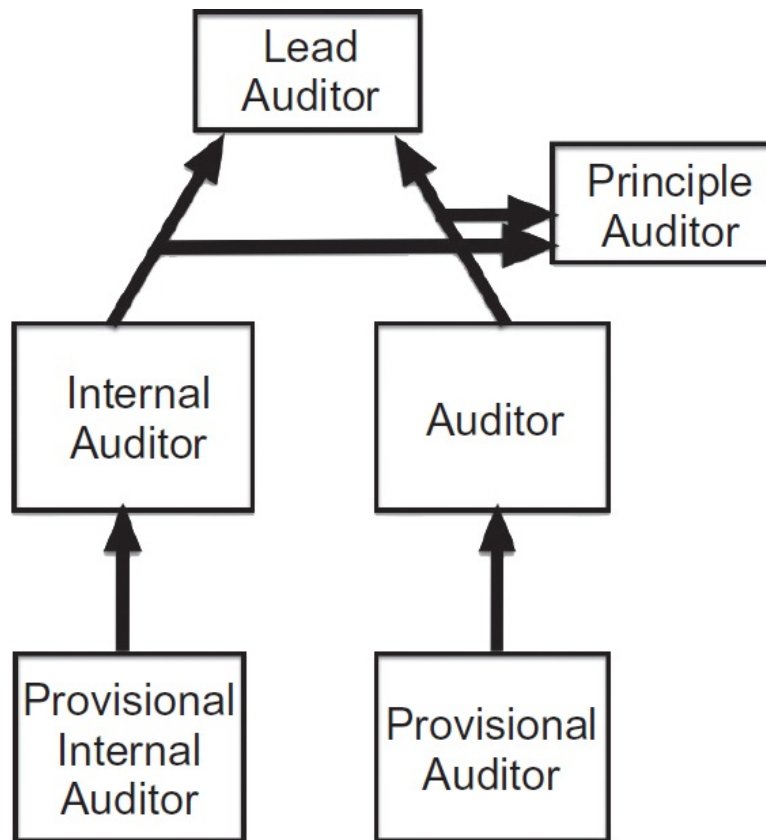 Lead
Auditor
Principle
Auditor
Internal
Auditor
Auditor
Provisional
Internal
Auditor
Provisional
Auditor